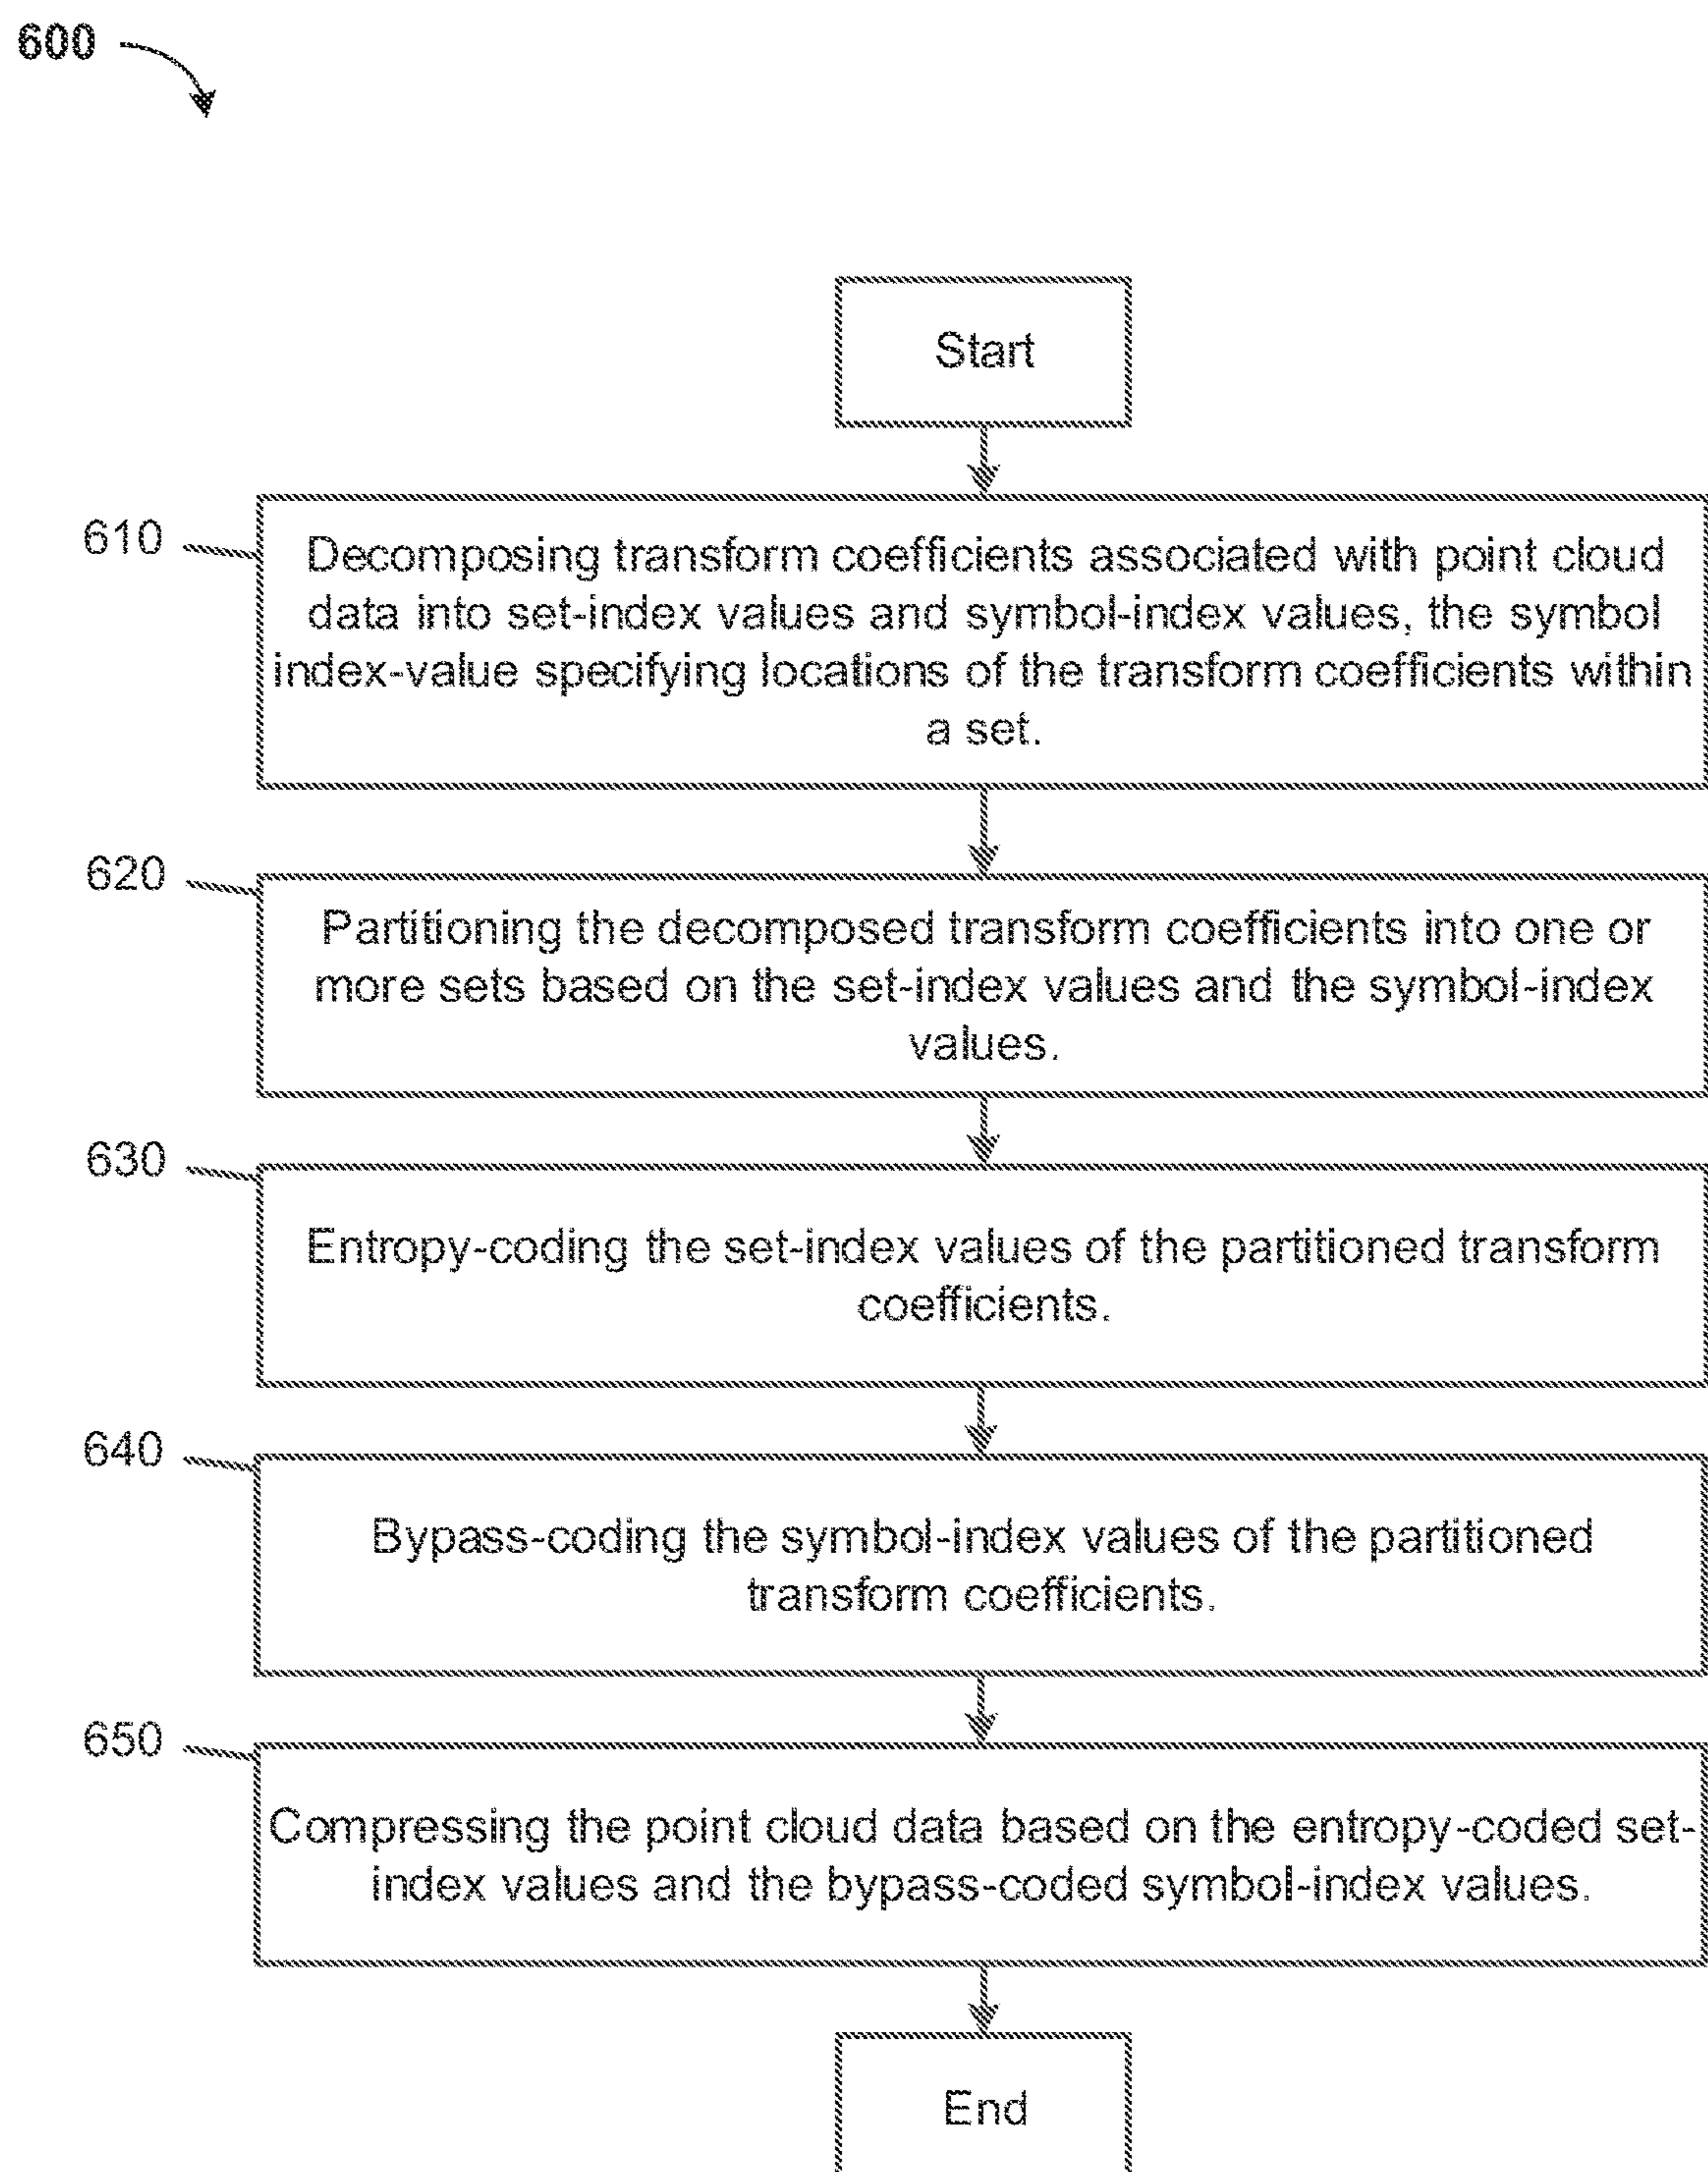 600
Start
610
Decomposing transform coefficients associated with point cloud
data into set-index values and symbol-index values, the symbol
index-value specifying locations of the transform coefficients within
a set.
620
Partitioning the decomposed transform coefficients into one or
more sets based on the set-index values and the symbol-index
values.
630
Entropy-coding the set-index values of the partitioned transform
coefficients.
640
Bypass-coding the symbol-index values of the partitioned
transform coefficients.
650
Compressing the point cloud data based on the entropy-coded set-
index values and the bypass-coded symbol-index values.
End